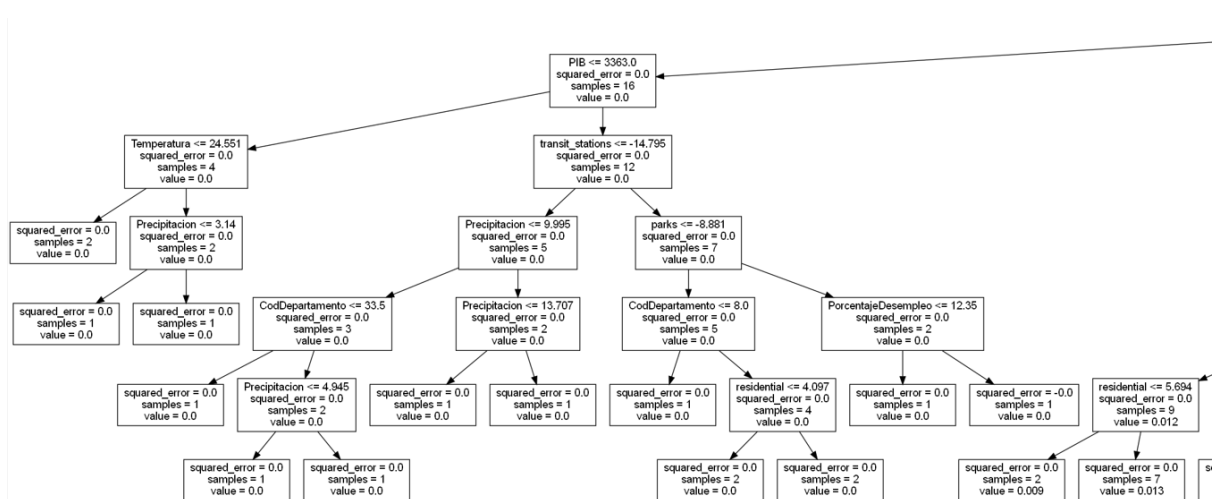 PIB <= 3363.0
squared_error = 0.0
samples = 16
value = 0.0
Temperatura <= 24.551
squared_error = 0.0
samples = 4
value = 0.0
transit_stations <= -14.795
squared_error = 0.0
samples = 12
value = 0.0
squared_error = 0.0
samples = 2
value = 0.0
Precipitacion <= 3.14
squared_error = 0.0
samples = 2
value = 0.0
Precipitacion <= 9.995
squared_error = 0.0
samples = 5
value = 0.0
parks <= -8.881
squared_error = 0.0
samples = 7
value = 0.0
squared_error = 0.0
samples = 1
value = 0.0
squared_error = 0.0
samples = 1
value = 0.0
CodDepartamento <= 33.5
squared_error = 0.0
samples = 3
value = 0.0
Precipitacion <= 13.707
squared_error = 0.0
samples = 2
value = 0.0
CodDepartamento <= 8.0
squared_error = 0.0
samples = 5
value = 0.0
PorcentajeDesempleo <= 12.35
squared_error = 0.0
samples = 2
value = 0.0
squared_error = 0.0
samples = 1
value = 0.0
Precipitacion <= 4.945
squared_error = 0.0
samples = 2
value = 0.0
squared_error = 0.0
samples = 1
value = 0.0
squared_error = 0.0
samples = 1
value = 0.0
squared_error = 0.0
samples = 1
value = 0.0
residential <= 4.097
squared_error = 0.0
samples = 4
value = 0.0
squared_error = 0.0
samples = 1
value = 0.0
squared_error = -0.0
samples = 1
value = 0.0
residential <= 5.694
squared_error = 0.0
samples = 9
value = 0.012
squared_error = 0.0
samples = 1
value = 0.0
squared_error = 0.0
samples = 1
value = 0.0
squared_error = 0.0
samples = 2
value = 0.0
squared_error = 0.0
samples = 2
value = 0.0
squared_error = 0.0
samples = 2
value = 0.009
squared_error = 0.0
samples = 7
value = 0.013